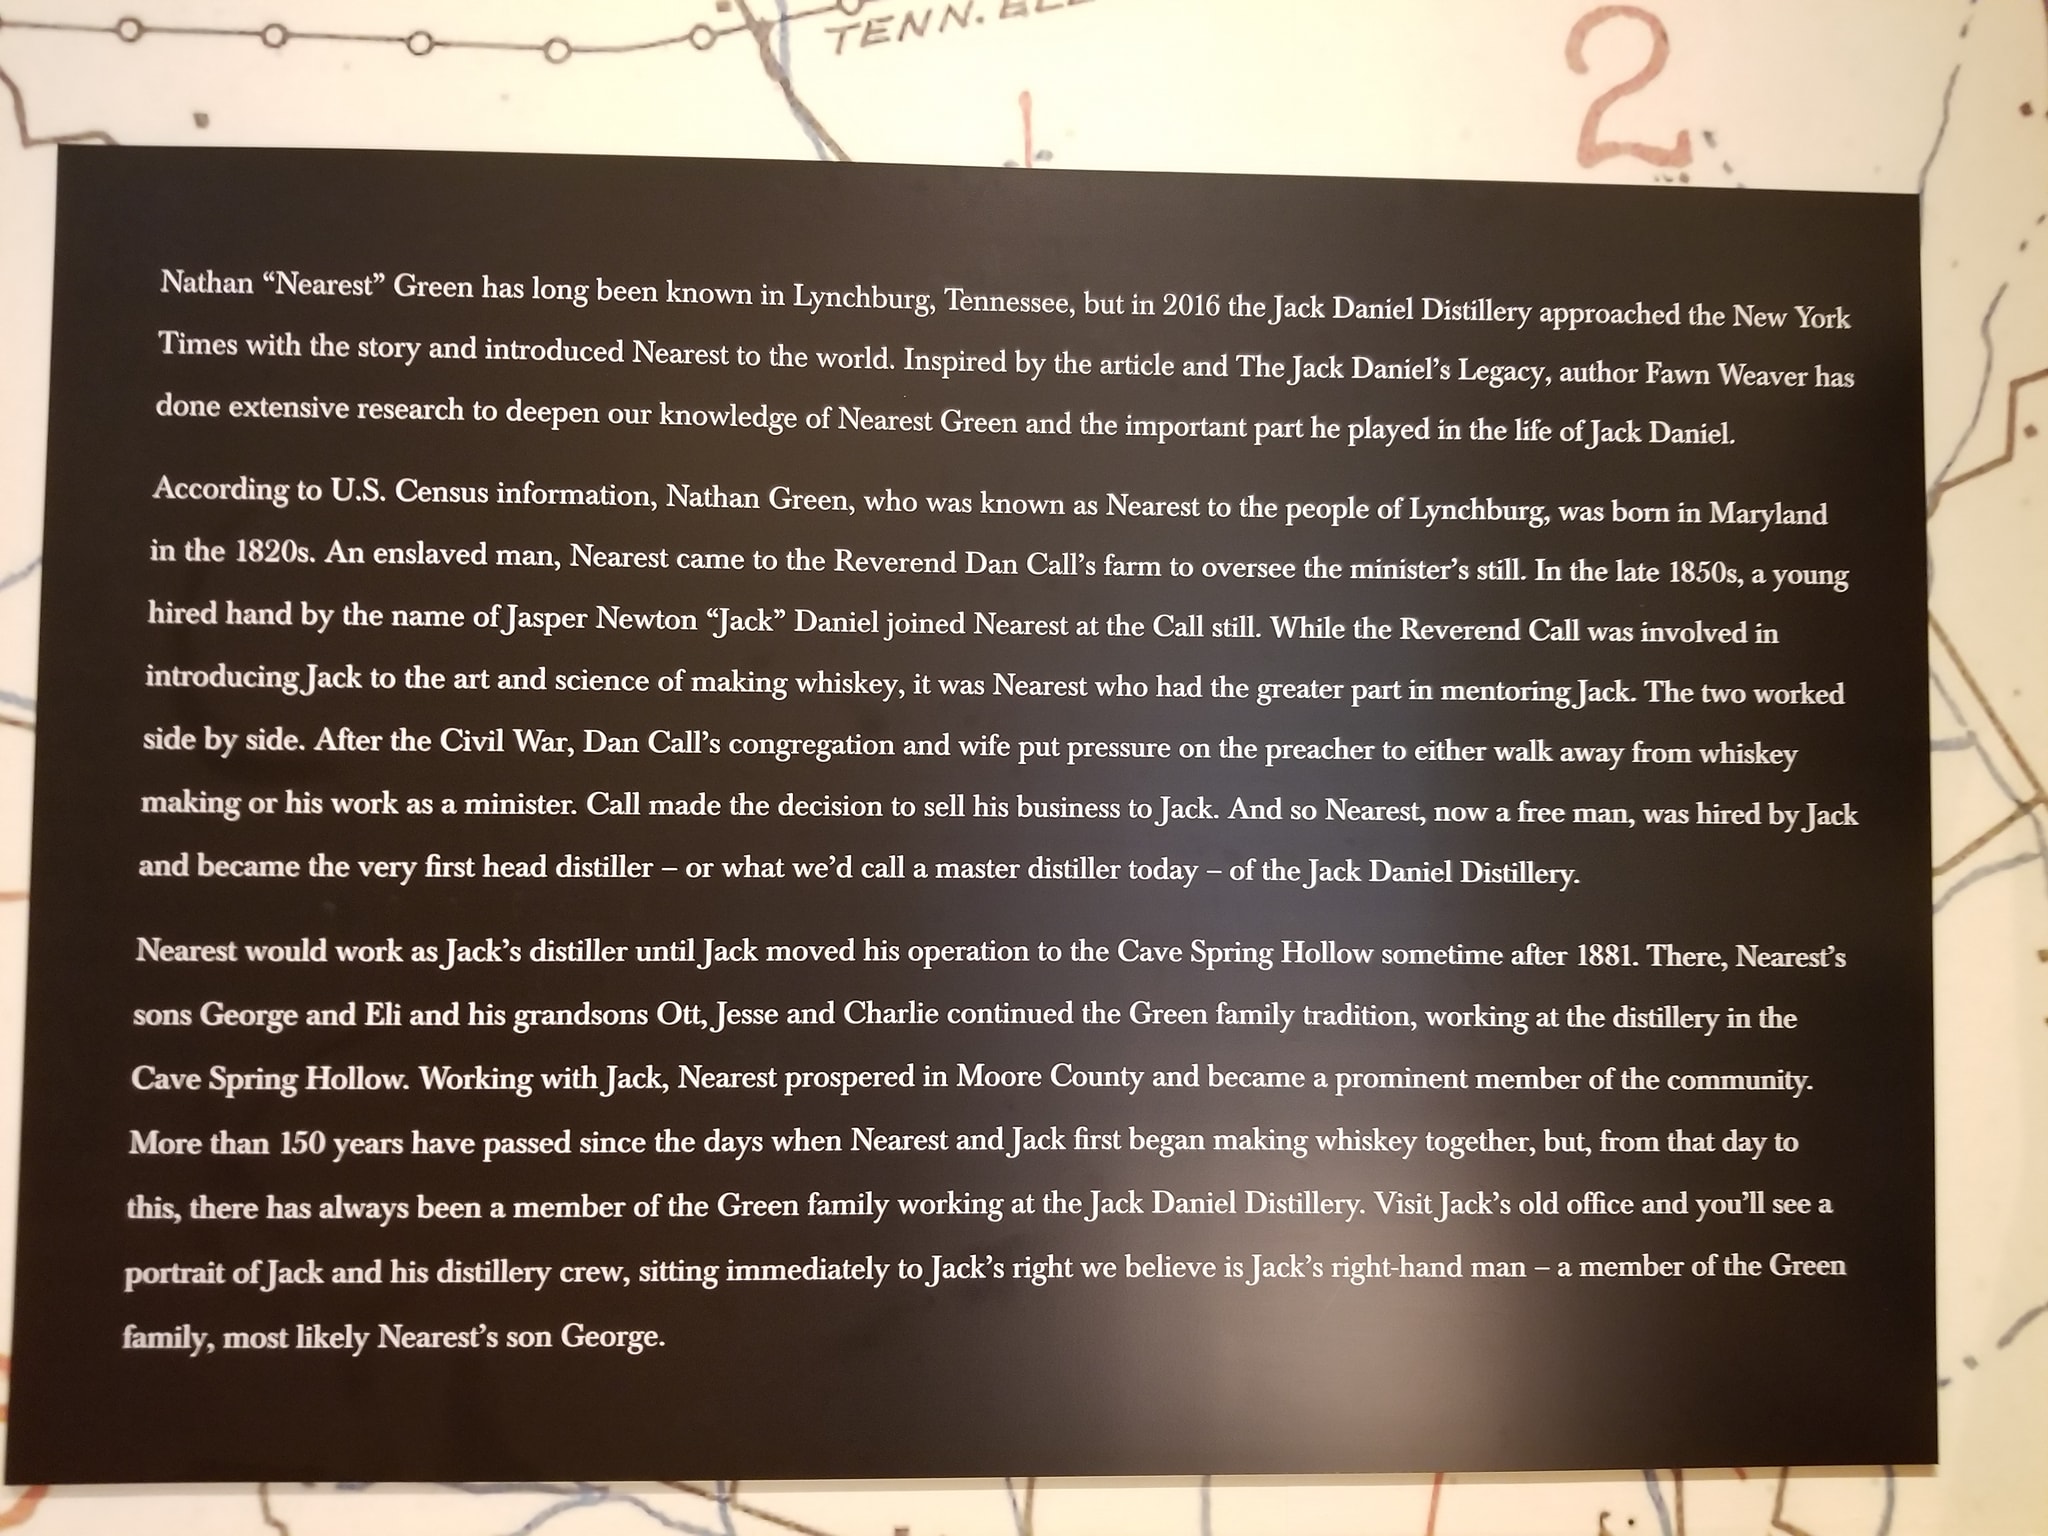 TENN.
2
Nathan “Nearest” Green has long been known in Lynchburg, Tennessee, but in 2016 the Jack Daniel Distillery approached the New York
Times with the story and introduced Nearest to the world. Inspired by the article and The Jack Daniel’s Legacy, author Fawn Weaver has
done extensive research to deepen our knowledge of Nearest Green and the important part he played in the life of Jack Daniel.
According to U.S. Census information, Nathan Green, who was known as Nearest to the people of Lynchburg, was born in Maryland
in the 1820s. An enslaved man, Nearest came to the Reverend Dan Call’s farm to oversee the minister’s still. In the late 1850s, a young
hired hand by the name of Jasper Newton “Jack” Daniel joined Nearest at the Call still. While the Reverend Call was involved in
introducing Jack to the art and science of making whiskey, it was Nearest who had the greater part in mentoring Jack. The two worked
side by side. After the Civil War, Dan Call’s congregation and wife put pressure on the preacher to either walk away from whiskey
making or his work as a minister. Call made the decision to sell his business to Jack. And so Nearest, now a free man, was hired by Jack
and became the very first head distiller – or what we’d call a master distiller today – of the Jack Daniel Distillery.
Nearest would work as Jack’s distiller until Jack moved his operation to the Cave Spring Hollow sometime after 1881. There, Nearest’s
sons George and Eli and his grandsons Ott, Jesse and Charlie continued the Green family tradition, working at the distillery in the
Cave Spring Hollow. Working with Jack, Nearest prospered in Moore County and became a prominent member of the community.
More than 150 years have passed since the days when Nearest and Jack first began making whiskey together, but, from that day to
this, there has always been a member of the Green family working at the Jack Daniel Distillery. Visit Jack’s old office and you’ll see a
portrait of Jack and his distillery crew, sitting immediately to Jack’s right we believe is Jack’s right-hand man – a member of the Green
family, most likely Nearest’s son George.